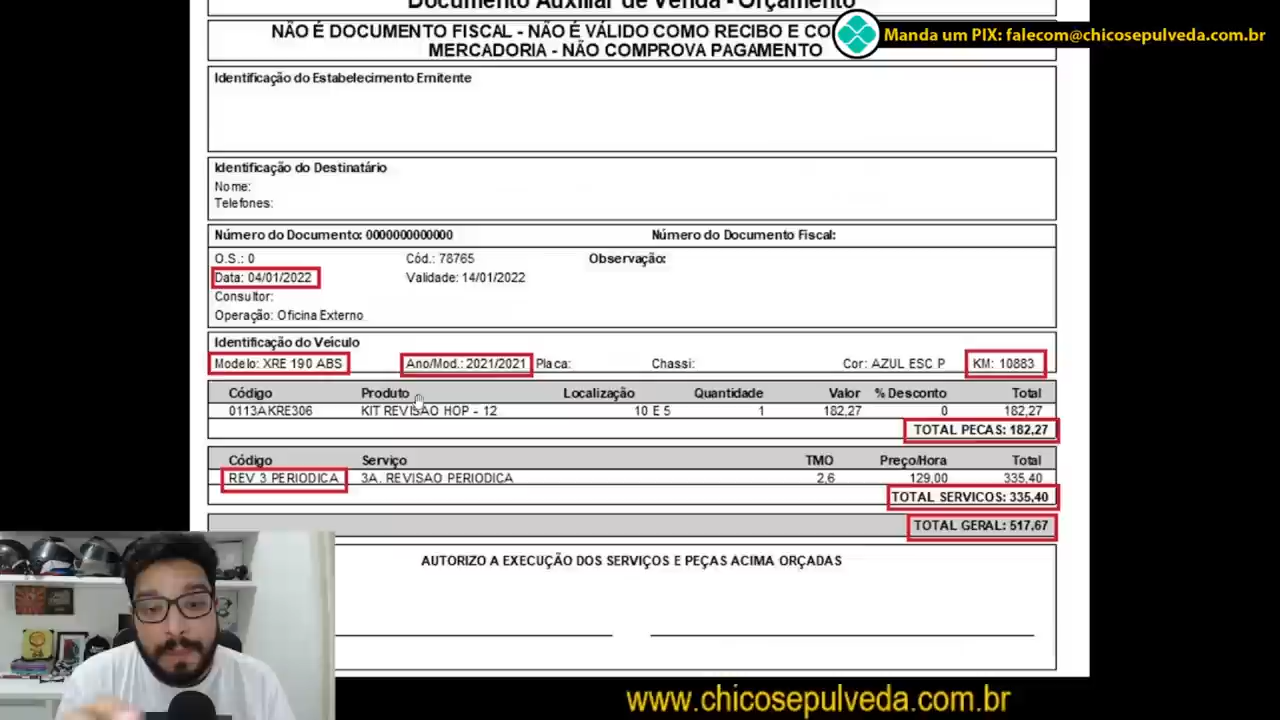 Documento Auxiliar de Venda - Orçamento
NÃO É DOCUMENTO FISCAL - NÃO É VÁLIDO COMO RECIBO E CO
MERCADORIA - NÃO COMPROVA PAGAMENTO
Manda um PIX: falecom@chicosepulveda.com.br
Identificação do Estabelecimento Emitente
Identificação do Destinatário
Nome:
Telefones:
Número do Documento: 0000000000000 Número do Documento Fiscal:
O.S.: 0 Cód.: 78765 Observação:
Data: 04/01/2022 Validade: 14/01/2022
Consultor:
Operação: Oficina Externo
Identificação do Veículo
Modelo: XRE 190 ABS Ano/Mod.: 2021/2021 Placa: Chassi: Cor: AZUL ESC P KM: 10883
Código Produto Localização Quantidade Valor % Desconto Total
0113AKRE306 KIT REVISAO HOP - 12 10 E 5 1 182,27 0 182,27
TOTAL PECAS: 182,27
Código Serviço TMO Preço/Hora Total
REV 3 PERIODICA 3A. REVISAO PERIODICA 2,6 129,00 335,40
TOTAL SERVICOS: 335,40
TOTAL GERAL: 517,67
AUTORIZO A EXECUÇÃO DOS SERVIÇOS E PEÇAS ACIMA ORÇADAS
www.chicosepulveda.com.br